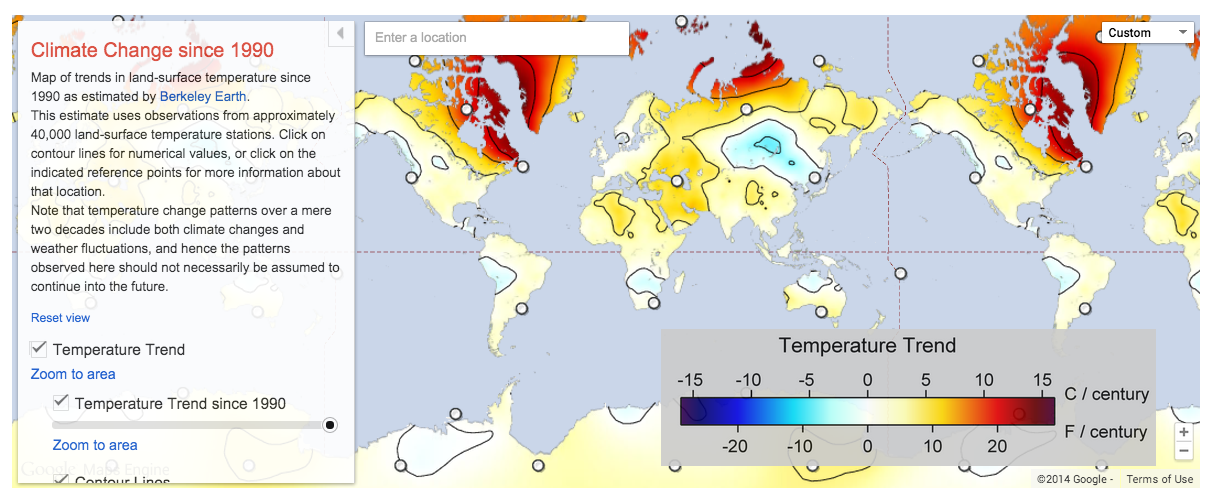 Climate Change since 1990
Map of trends in land-surface temperature since
1990 as estimated by Berkeley Earth.
This estimate uses observations from approximately
40,000 land-surface temperature stations. Click on
contour lines for numerical values, or click on the
indicated reference points for more information about
that location.
Note that temperature change patterns over a mere
two decades include both climate changes and
weather fluctuations, and hence the patterns
observed here should not necessarily be assumed to
continue into the future.
Reset view
Temperature Trend
Zoom to area
Temperature Trend since 1990
Zoom to area
Google Maps Engine
Contour Lines
Enter a location
Custom
Temperature Trend
-15 -10 -5 0 5 10 15
C / century
F / century
-20 -10 0 10 20
+
−
©2014 Google - Terms of Use